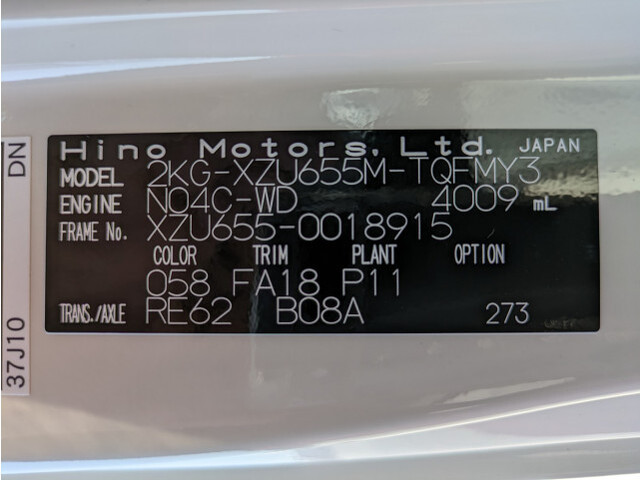 Hino Motors, Ltd. JAPAN
MODEL 2KG-XZU655M-TQFMY3
ENGINE N04C-WD 4009 mL
FRAME No. XZU655-0018915
COLOR TRIM PLANT OPTION
058 FA18 P11
TRANS./AXLE RE62 B08A 273
DN
37J10